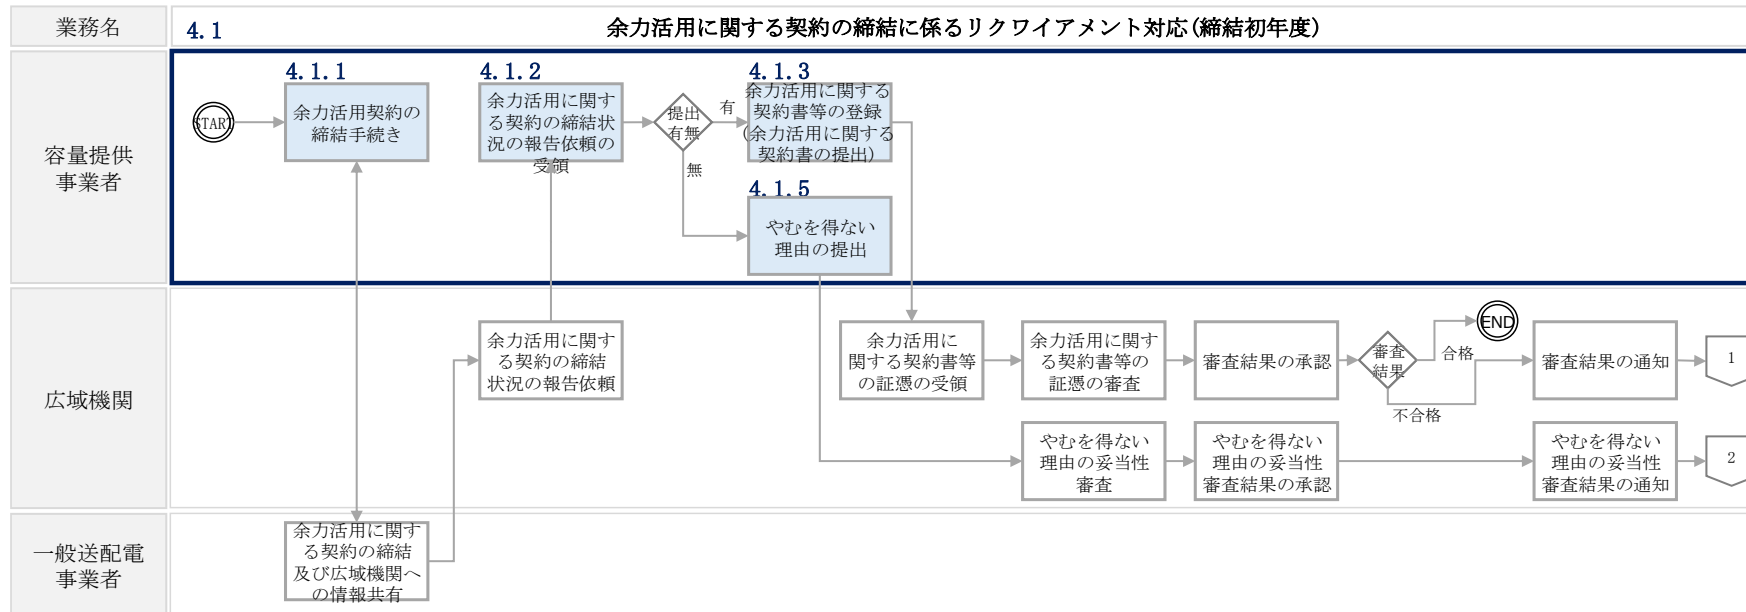 業務名
4.1
余力活用に関する契約の締結に係るリクワイアメント対応(締結初年度)
容量提供
事業者
START
4.1.1
余力活用契約の
締結手続き
4.1.2
余力活用に関す
る契約の締結状
況の報告依頼の
受領
提出
有無
有
無
4.1.3
余力活用に関する
契約書等の登録
(余力活用に関する
契約書の提出)
4.1.5
やむを得ない
理由の提出
広域機関
余力活用に関す
る契約の締結
状況の報告依頼
余力活用に
関する契約書等
の証憑の受領
余力活用に関す
る契約書等の
証憑の審査
審査結果の承認
審査
結果
合格
不合格
END
審査結果の通知
1
やむを得ない
理由の妥当性
審査
やむを得ない
理由の妥当性
審査結果の承認
やむを得ない
理由の妥当性
審査結果の通知
2
一般送配電
事業者
余力活用に関す
る契約の締結
及び広域機関へ
の情報共有